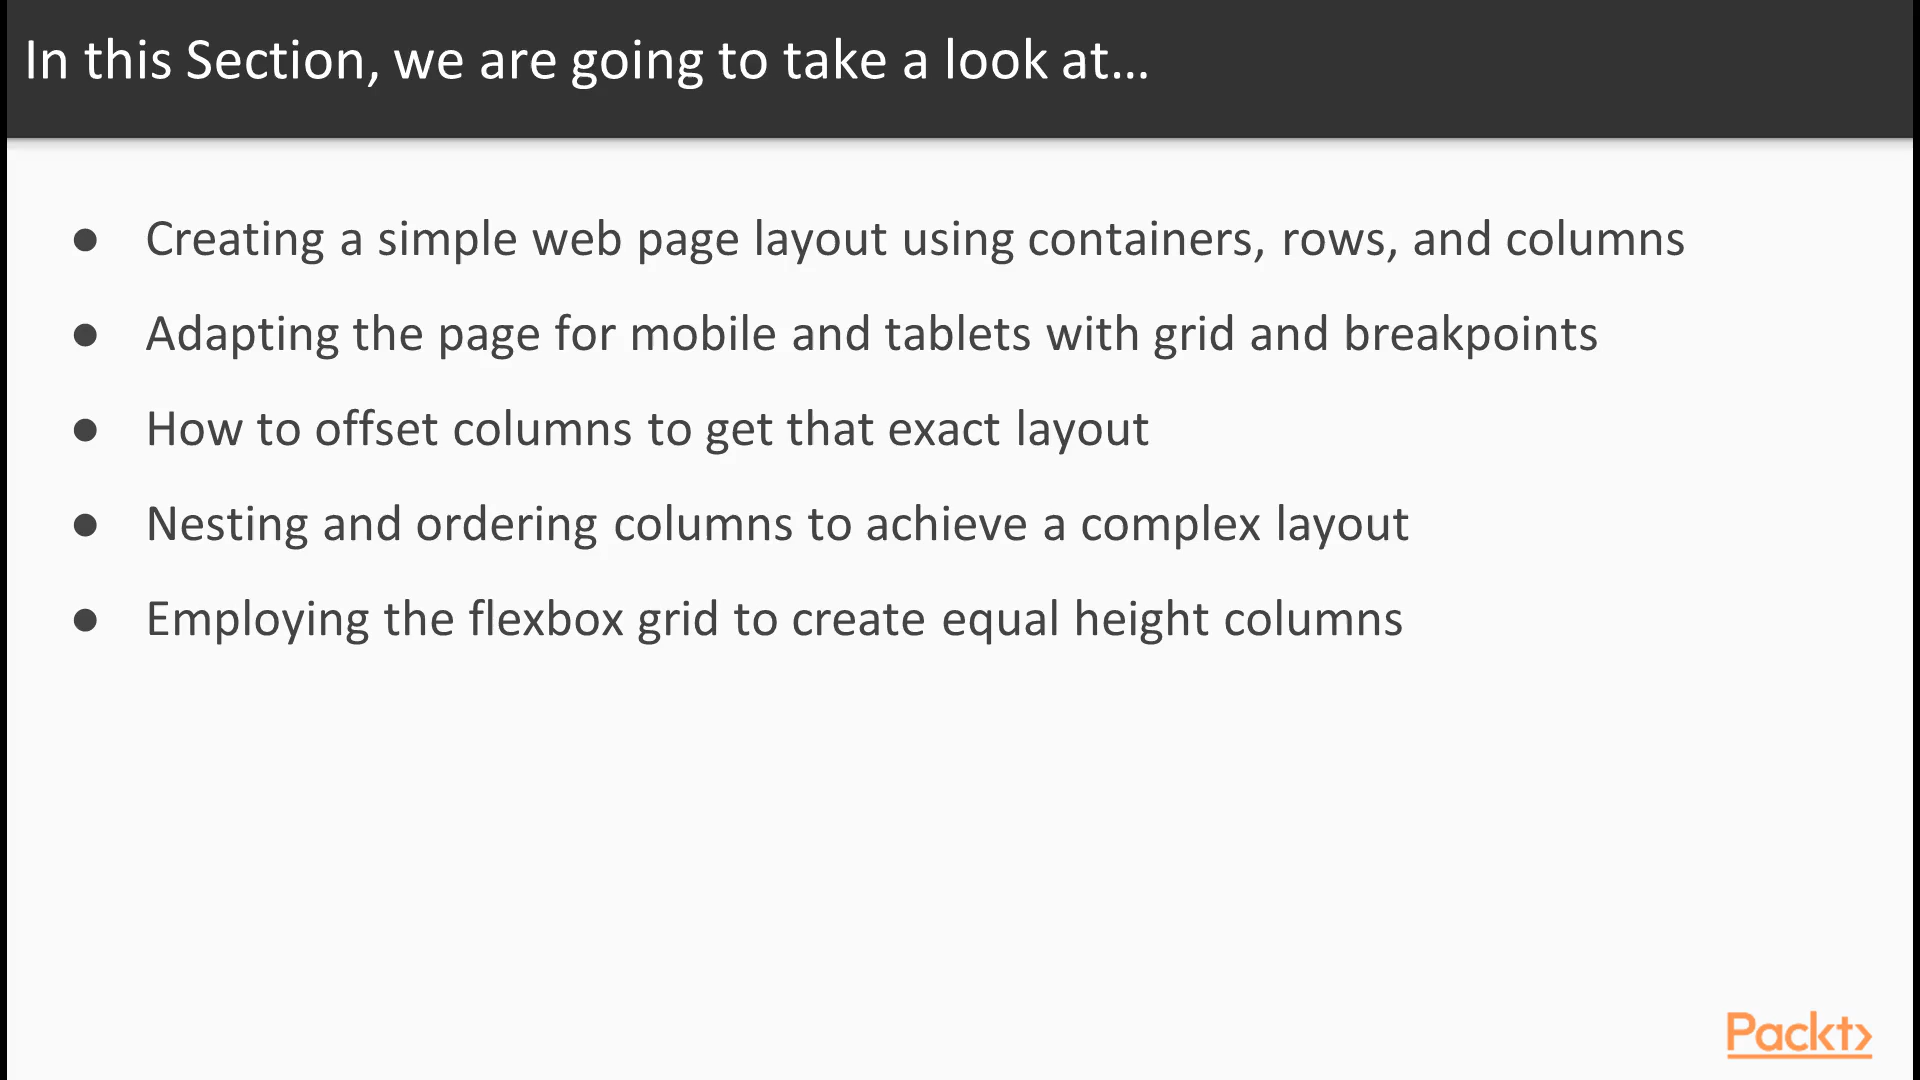 In this Section, we are going to take a look at...
● Creating a simple web page layout using containers, rows, and columns
● Adapting the page for mobile and tablets with grid and breakpoints
● How to offset columns to get that exact layout
● Nesting and ordering columns to achieve a complex layout
● Employing the flexbox grid to create equal height columns
Packt>